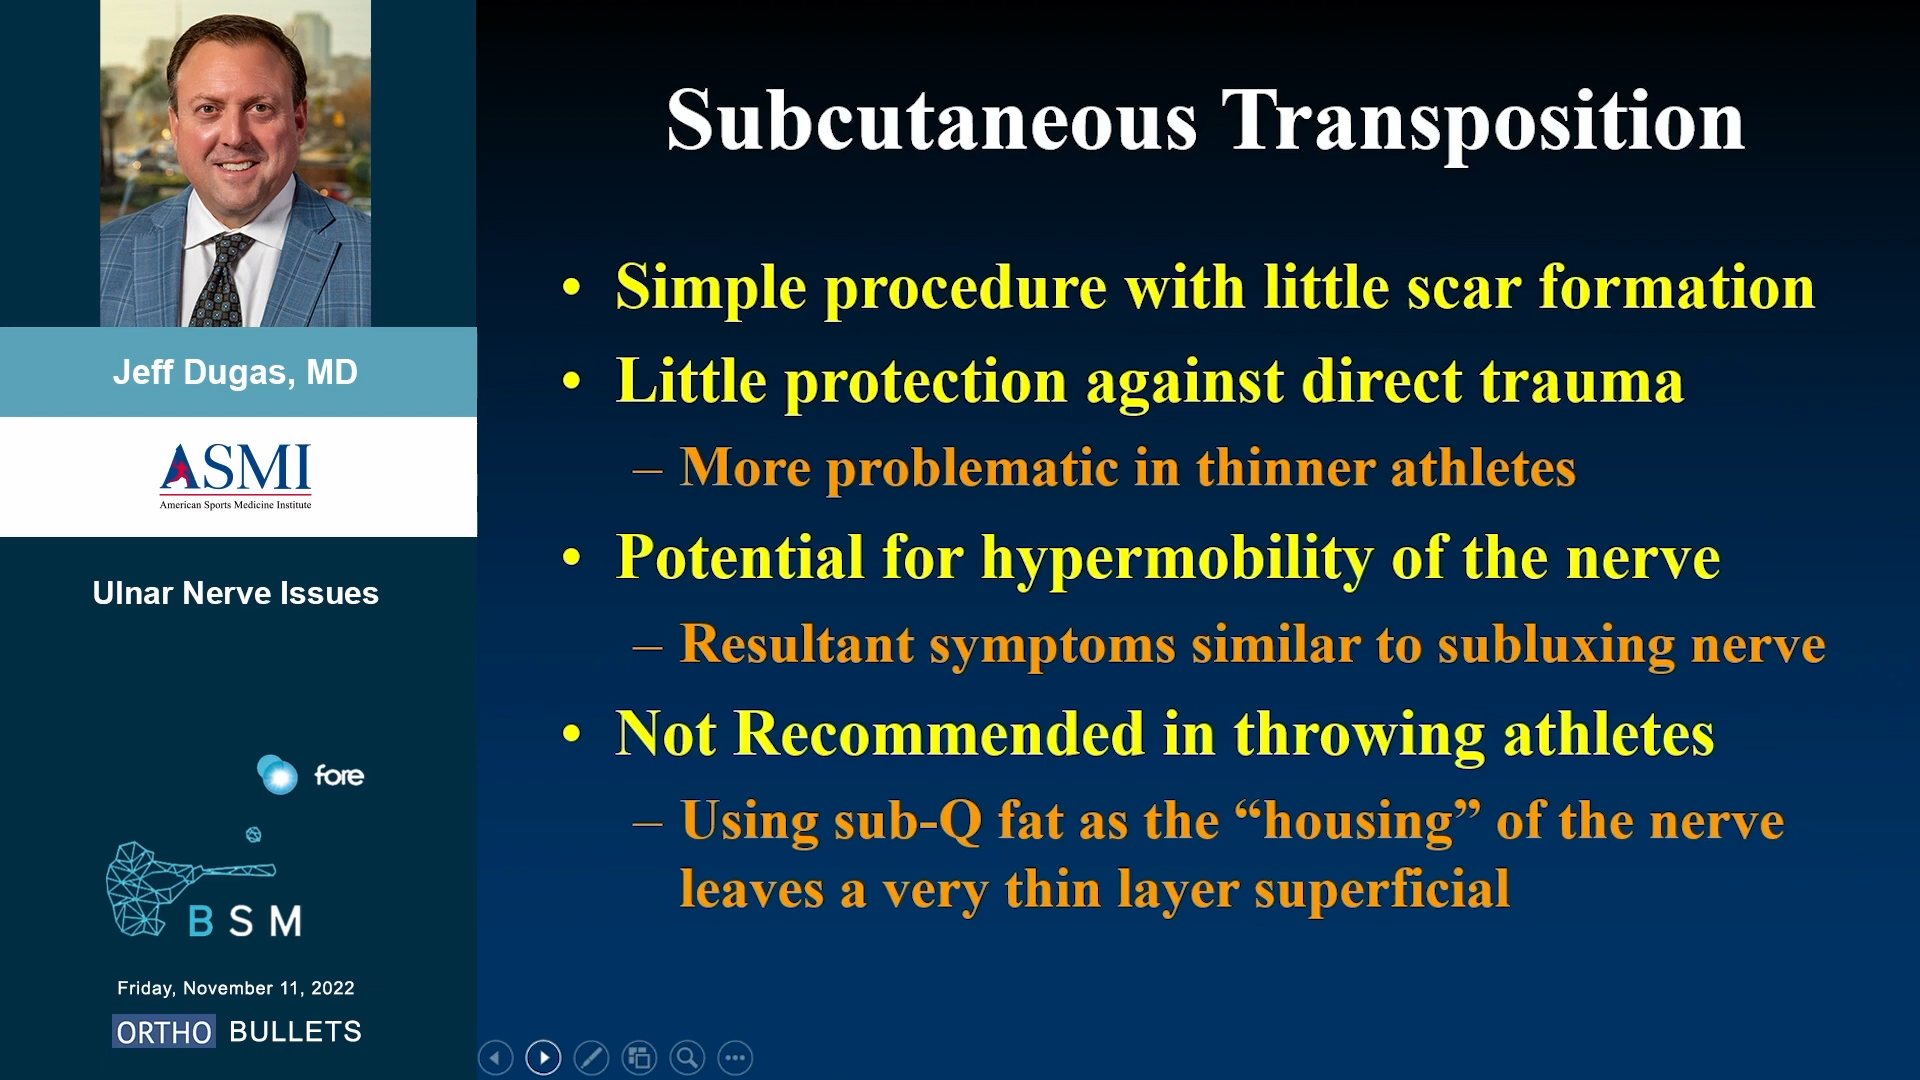 Jeff Dugas, MD
ASMI
American Sports Medicine Institute
Ulnar Nerve Issues
fore
BSM
Friday, November 11, 2022
ORTHO BULLETS
Subcutaneous Transposition
• Simple procedure with little scar formation
• Little protection against direct trauma
– More problematic in thinner athletes
• Potential for hypermobility of the nerve
– Resultant symptoms similar to subluxing nerve
• Not Recommended in throwing athletes
– Using sub-Q fat as the “housing” of the nerve
leaves a very thin layer superficial